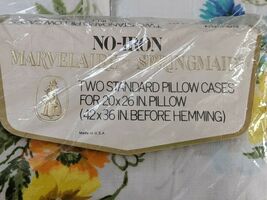 NO-IRON
MARVELAIRE SPRINGMAID
TWO STANDARD PILLOW CASES
FOR 20x26 IN. PILLOW
(42x36 IN. BEFORE HEMMING)
Made in U.S.A.